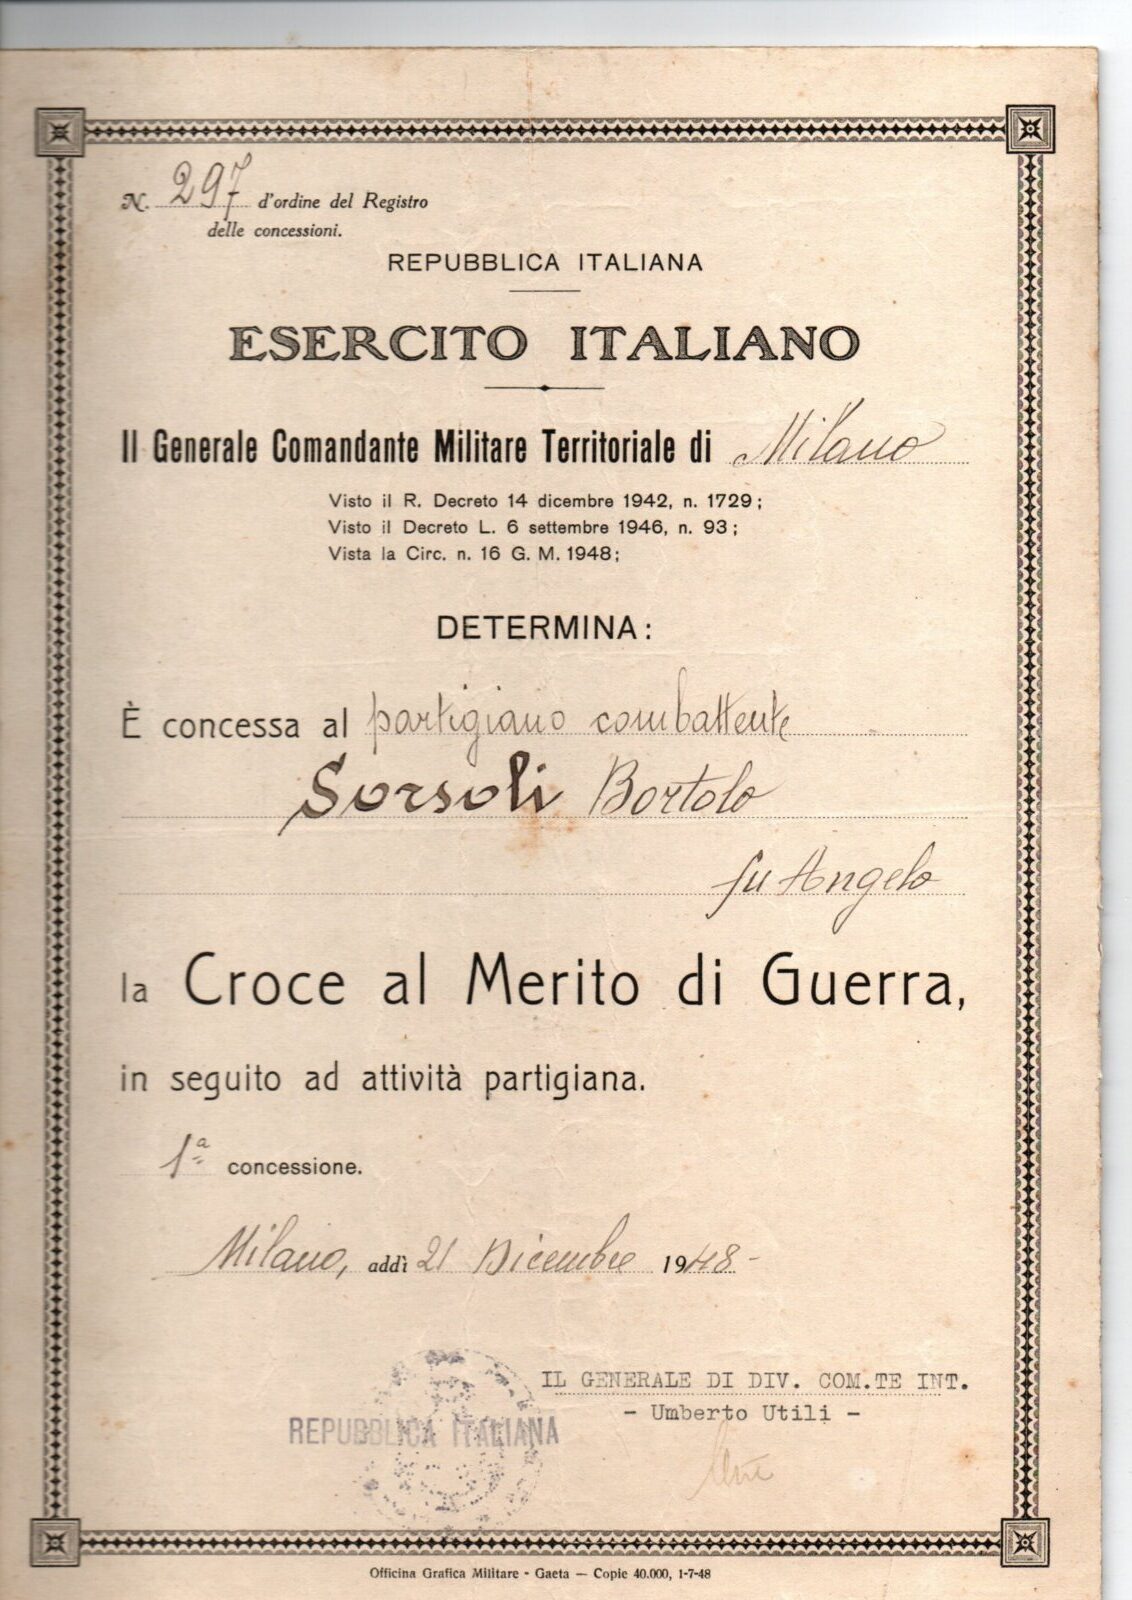 N. 297 d'ordine del Registro
delle concessioni.
REPUBBLICA ITALIANA
ESERCITO ITALIANO
Il Generale Comandante Militare Territoriale di Milano
Visto il R. Decreto 14 dicembre 1942, n. 1729;
Visto il Decreto L. 6 settembre 1946, n. 93;
Vista la Circ. n. 16 G. M. 1948;
DETERMINA:
È concessa al partigiano combattente
Sorsoli Bortolo
fu Angelo
la Croce al Merito di Guerra,
in seguito ad attività partigiana.
1ª concessione.
Milano, addì 21 Dicembre 1948-
IL GENERALE DI DIV. COM.TE INT.
- Umberto Utili -
REPUBBLICA ITALIANA
Officina Grafica Militare - Gaeta — Copie 40.000, 1-7-48